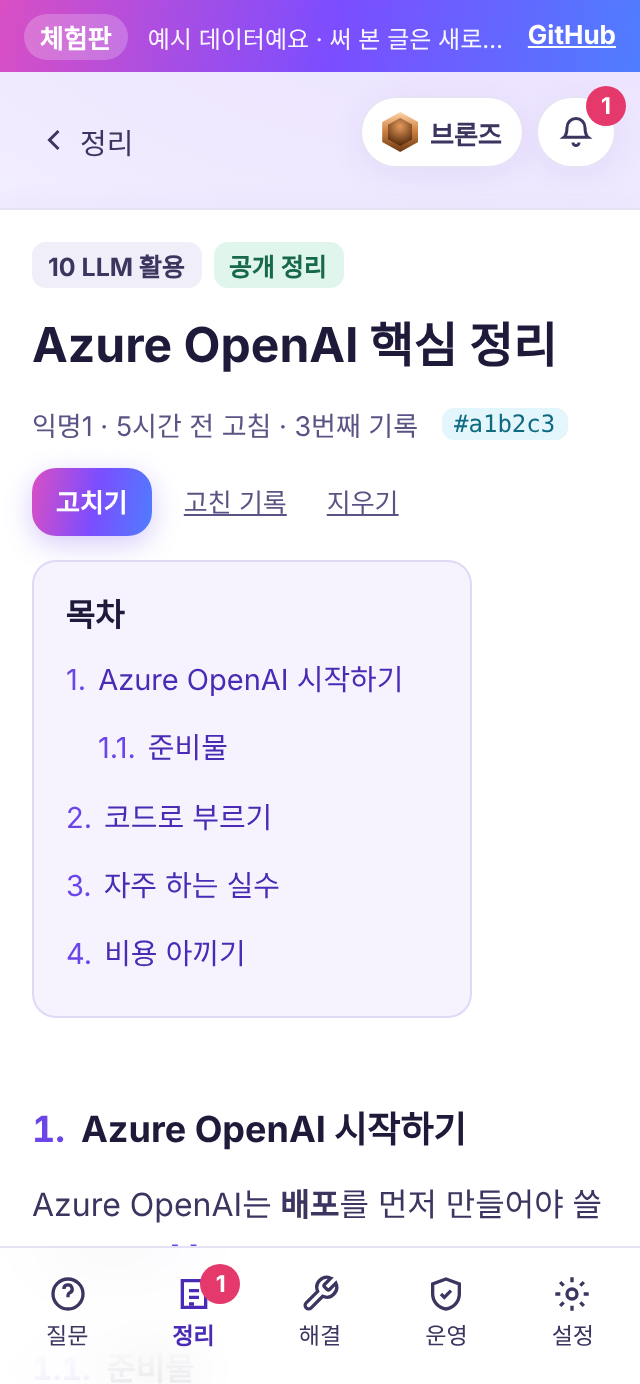 체험판 예시 데이터예요 · 써 본 글은 새로... GitHub
정리 브론즈 1
10 LLM 활용 공개 정리
Azure OpenAI 핵심 정리
익명1 · 5시간 전 고침 · 3번째 기록 #a1b2c3
고치기 고친 기록 지우기
목차
1. Azure OpenAI 시작하기
1.1. 준비물
2. 코드로 부르기
3. 자주 하는 실수
4. 비용 아끼기
1. Azure OpenAI 시작하기
Azure OpenAI는 배포를 먼저 만들어야 쓸
1
질문 정리 해결 운영 설정
1.1. 준비물